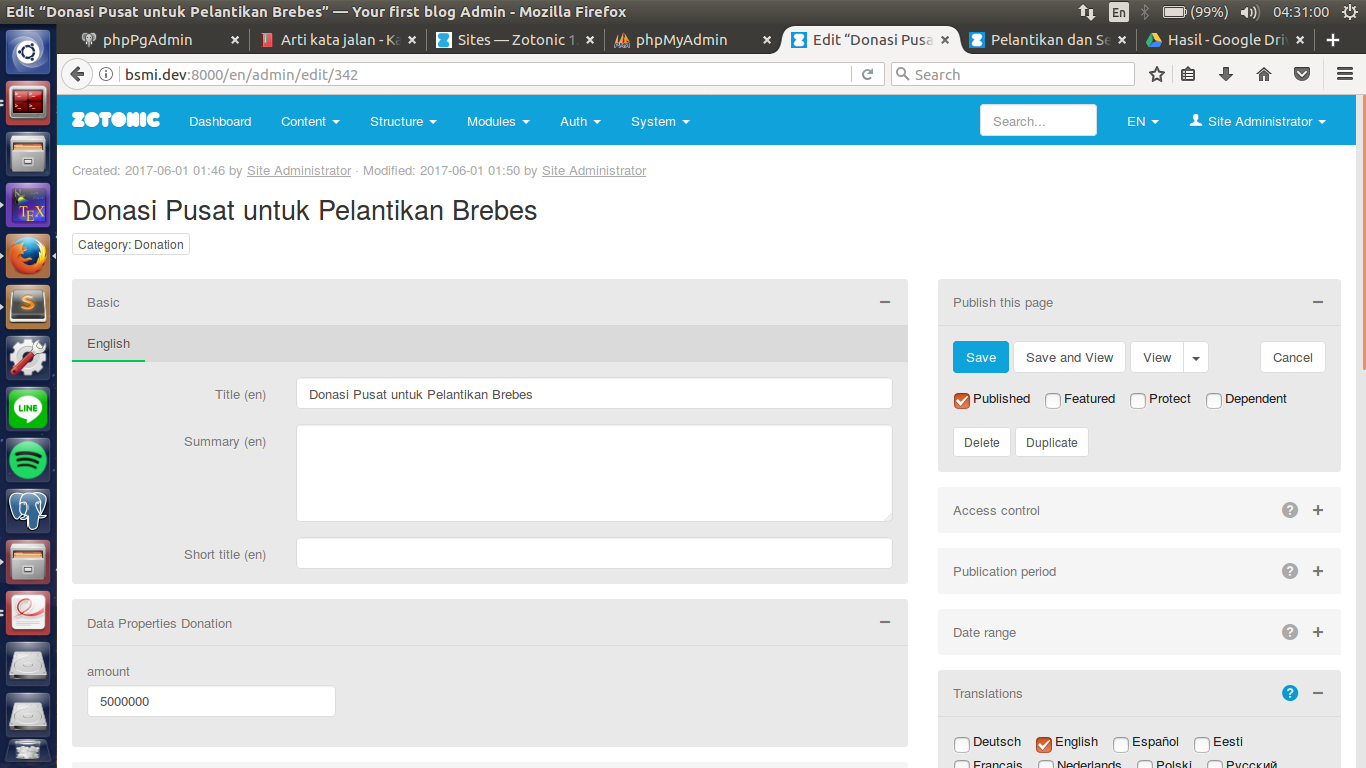 Edit “Donasi Pusat untuk Pelantikan Brebes” — Your first blog Admin - Mozilla Firefox
En (99%) 04:31:00
phpPgAdmin
Arti kata jalan - Ka
Sites — Zotonic 1
phpMyAdmin
Edit “Donasi Pusa
Pelantikan dan Se
Hasil - Google Driv
bsmi.dev:8000/en/admin/edit/342
Search
ZOTONIC Dashboard Content Structure Modules Auth System Search... EN Site Administrator
Created: 2017-06-01 01:46 by Site Administrator · Modified: 2017-06-01 01:50 by Site Administrator
Donasi Pusat untuk Pelantikan Brebes
Category: Donation
Basic
English
Title (en) Donasi Pusat untuk Pelantikan Brebes
Summary (en)
Short title (en)
Data Properties Donation
amount
5000000
Publish this page
Save Save and View View Cancel
Published Featured Protect Dependent
Delete Duplicate
Access control ?
Publication period ?
Date range ?
Translations ?
Deutsch English Español Eesti
Français Nederlands Polski Русский
TEX
S
LINE